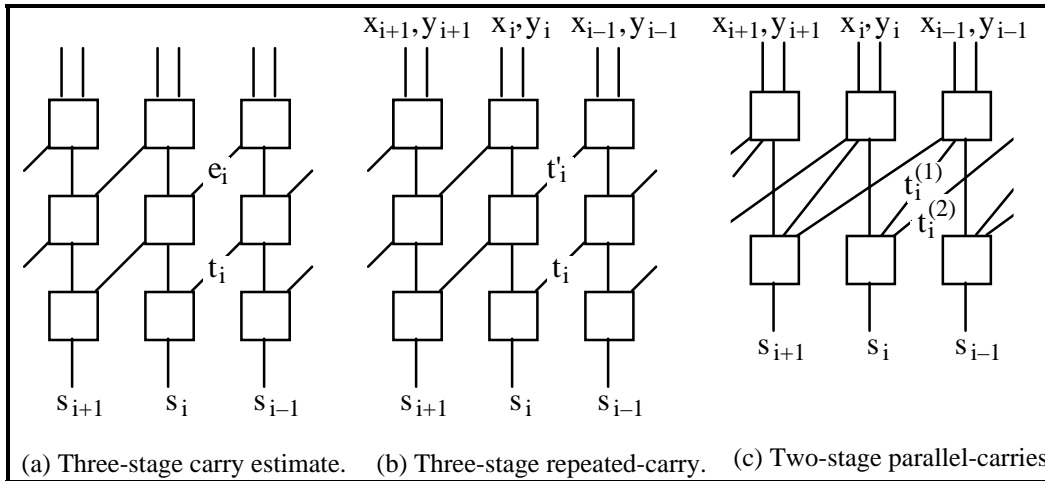 x_{i+1}, y_{i+1} x_i, y_i x_{i–1}, y_{i–1}
x_{i+1}, y_{i+1} x_i, y_i x_{i–1}, y_{i–1}
e_i
t'_i
t_i^{(1)}
t_i^{(2)}
t_i
t_i
s_{i+1} s_i s_{i–1}
s_{i+1} s_i s_{i–1}
s_{i+1} s_i s_{i–1}
(a) Three-stage carry estimate.
(b) Three-stage repeated-carry.
(c) Two-stage parallel-carries